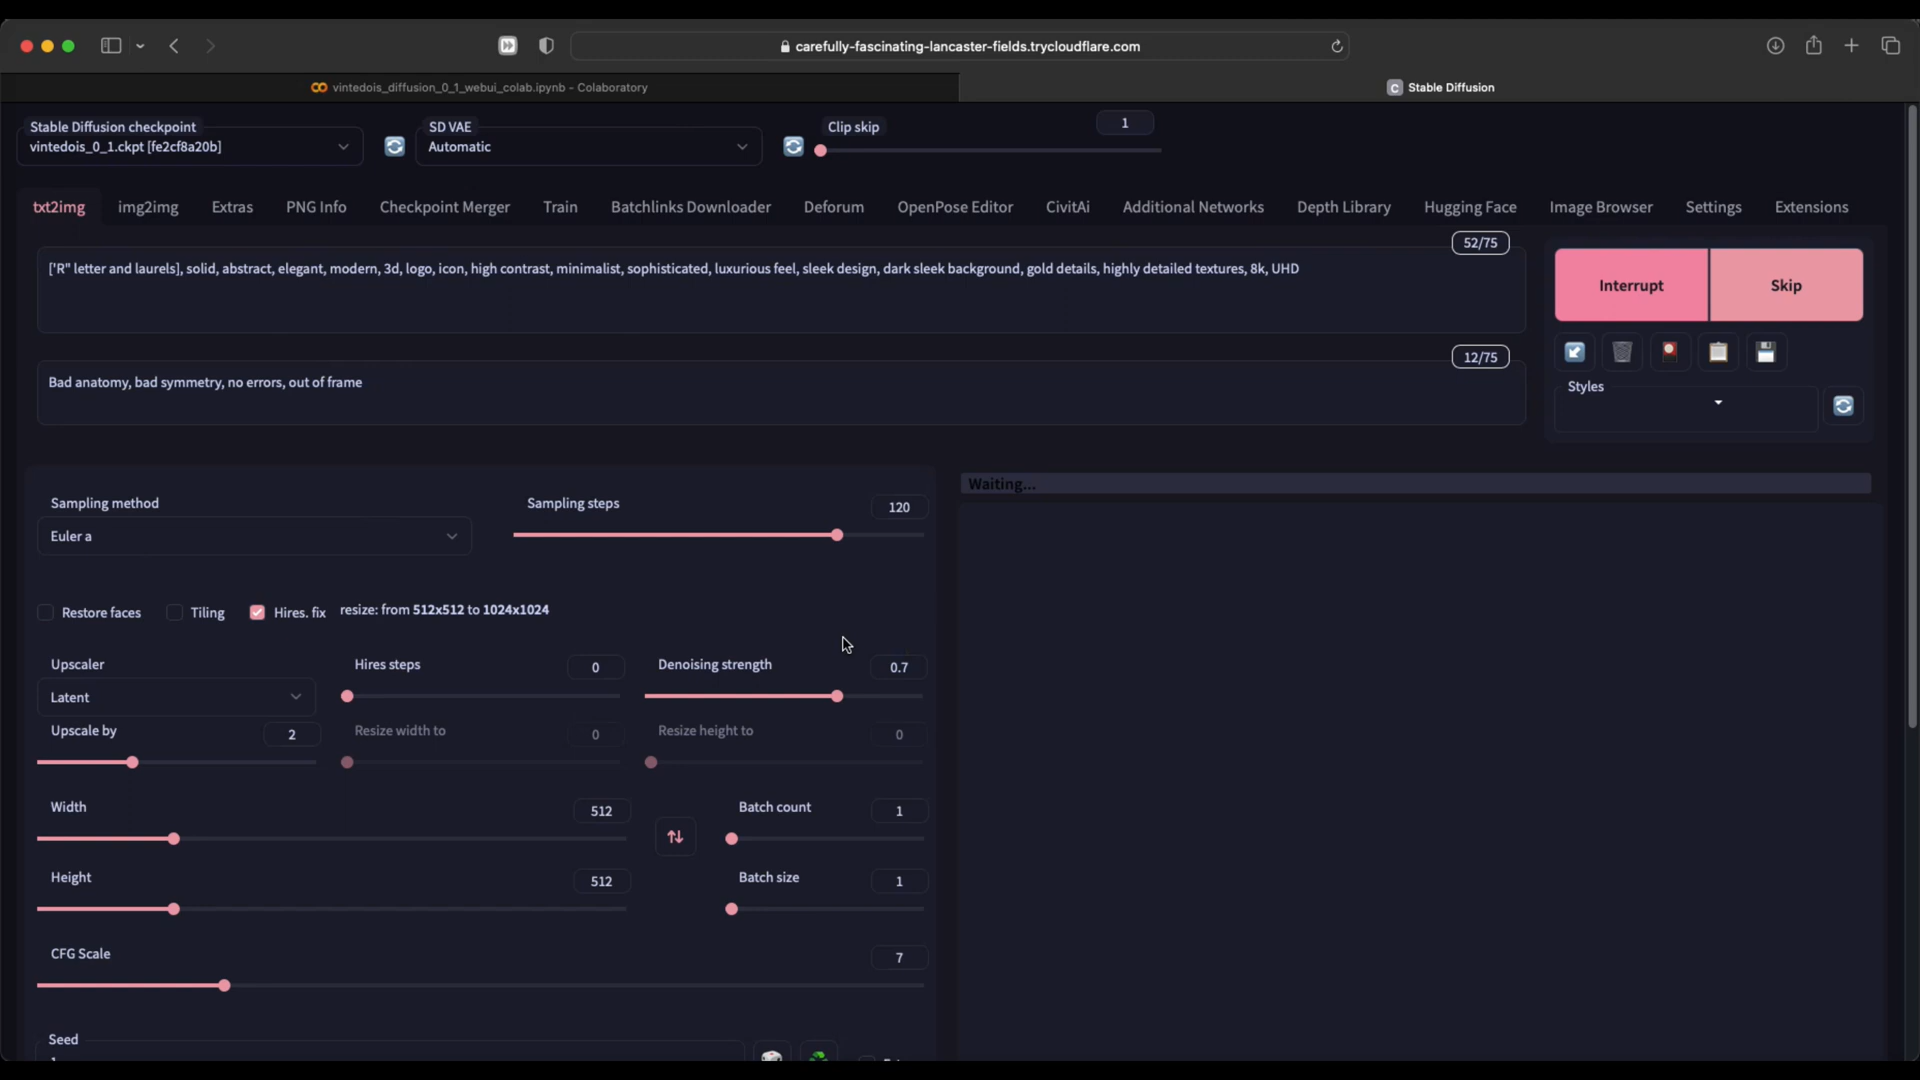 carefully-fascinating-lancaster-fields.trycloudflare.com
vintedois_diffusion_0_1_webui_colab.ipynb - Colaboratory
C Stable Diffusion
Stable Diffusion checkpoint
vintedois_0_1.ckpt [fe2cf8a20b]
SD VAE
Automatic
Clip skip
1
txt2img img2img Extras PNG Info Checkpoint Merger Train Batchlinks Downloader Deforum OpenPose Editor CivitAi Additional Networks Depth Library Hugging Face Image Browser Settings Extensions
52/75
['R" letter and laurels], solid, abstract, elegant, modern, 3d, logo, icon, high contrast, minimalist, sophisticated, luxurious feel, sleek design, dark sleek background, gold details, highly detailed textures, 8k, UHD
Interrupt Skip
12/75
Bad anatomy, bad symmetry, no errors, out of frame
Styles
Sampling method
Euler a
Sampling steps
120
Waiting...
Restore faces Tiling Hires. fix resize: from 512x512 to 1024x1024
Upscaler
Latent
Hires steps 0
Denoising strength 0.7
Upscale by 2
Resize width to 0
Resize height to 0
Width 512
Batch count 1
Height 512
Batch size 1
CFG Scale 7
Seed